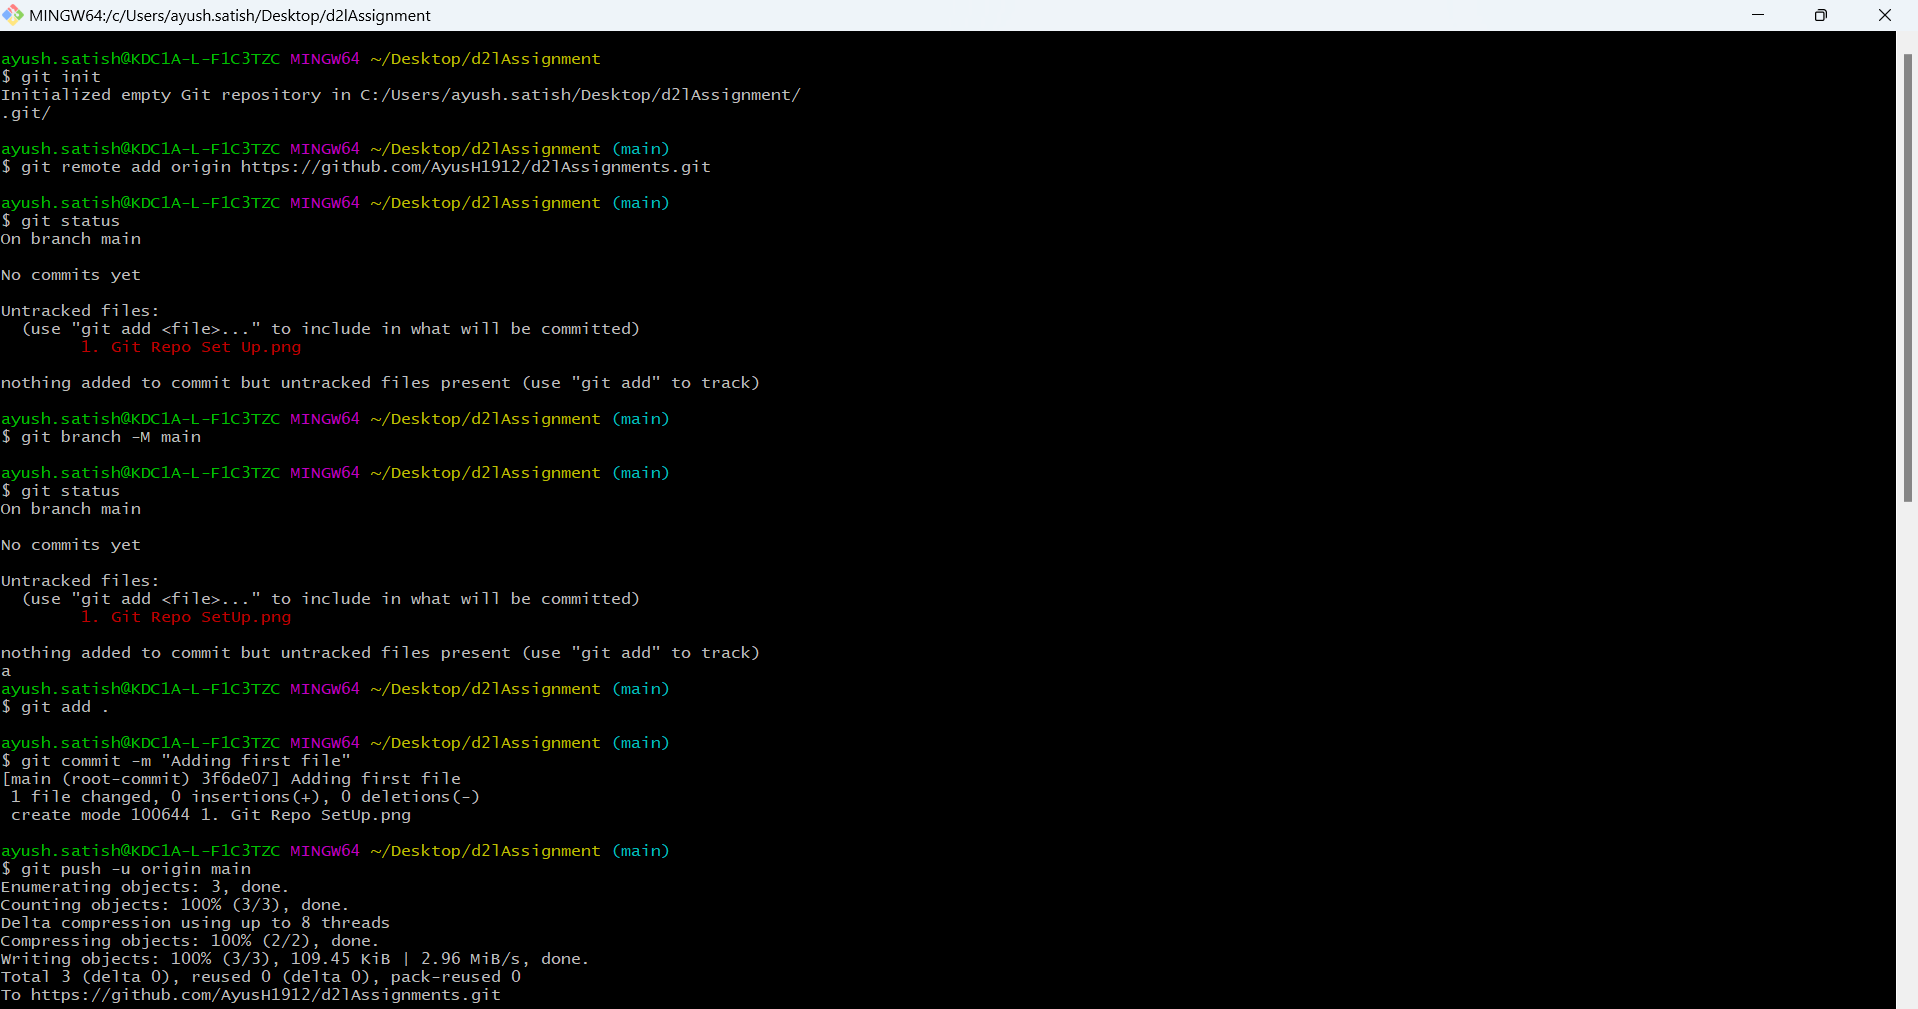 MINGW64:/c/Users/ayush.satish/Desktop/d2lAssignment
ayush.satish@KDC1A-L-F1C3TZC MINGW64 ~/Desktop/d2lAssignment
$ git init
Initialized empty Git repository in C:/Users/ayush.satish/Desktop/d2lAssignment/
.git/
ayush.satish@KDC1A-L-F1C3TZC MINGW64 ~/Desktop/d2lAssignment (main)
$ git remote add origin https://github.com/AyusH1912/d2lAssignments.git
ayush.satish@KDC1A-L-F1C3TZC MINGW64 ~/Desktop/d2lAssignment (main)
$ git status
On branch main
No commits yet
Untracked files:
  (use "git add <file>..." to include in what will be committed)
        1. Git Repo Set Up.png
nothing added to commit but untracked files present (use "git add" to track)
ayush.satish@KDC1A-L-F1C3TZC MINGW64 ~/Desktop/d2lAssignment (main)
$ git branch -M main
ayush.satish@KDC1A-L-F1C3TZC MINGW64 ~/Desktop/d2lAssignment (main)
$ git status
On branch main
No commits yet
Untracked files:
  (use "git add <file>..." to include in what will be committed)
        1. Git Repo SetUp.png
nothing added to commit but untracked files present (use "git add" to track)
a
ayush.satish@KDC1A-L-F1C3TZC MINGW64 ~/Desktop/d2lAssignment (main)
$ git add .
ayush.satish@KDC1A-L-F1C3TZC MINGW64 ~/Desktop/d2lAssignment (main)
$ git commit -m "Adding first file"
[main (root-commit) 3f6de07] Adding first file
 1 file changed, 0 insertions(+), 0 deletions(-)
 create mode 100644 1. Git Repo SetUp.png
ayush.satish@KDC1A-L-F1C3TZC MINGW64 ~/Desktop/d2lAssignment (main)
$ git push -u origin main
Enumerating objects: 3, done.
Counting objects: 100% (3/3), done.
Delta compression using up to 8 threads
Compressing objects: 100% (2/2), done.
Writing objects: 100% (3/3), 109.45 KiB | 2.96 MiB/s, done.
Total 3 (delta 0), reused 0 (delta 0), pack-reused 0
To https://github.com/AyusH1912/d2lAssignments.git